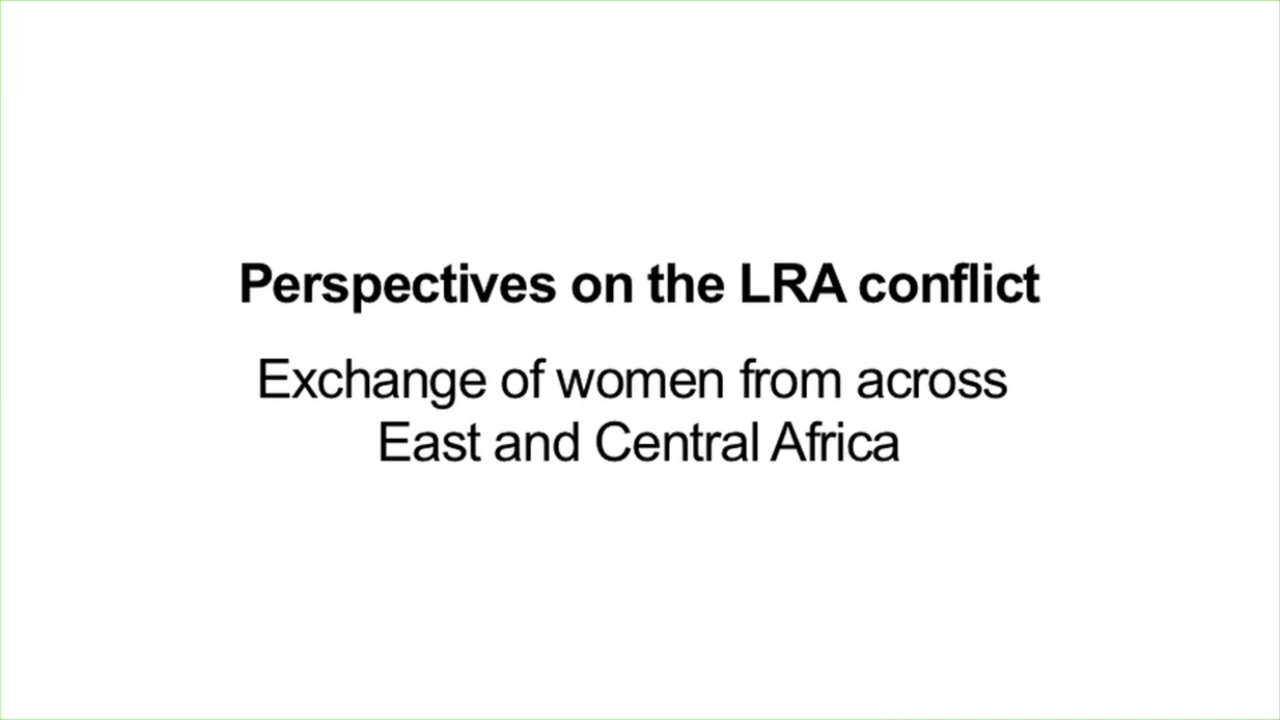 Perspectives on the LRA conflict
Exchange of women from across
East and Central Africa